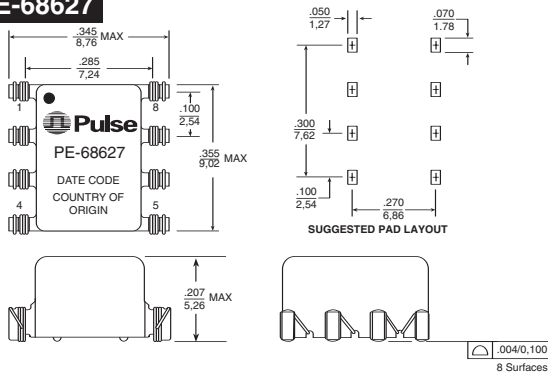 E-68627
.345
8,76
MAX
.285
7,24
1
8
.100
2,54
Pulse
PE-68627
DATE CODE
COUNTRY OF
ORIGIN
4
5
.355
9,02
MAX
.050
1,27
.070
1.78
.300
7,62
.100
2,54
.270
6,86
SUGGESTED PAD LAYOUT
.207
5,26
MAX
.004/0,100
8 Surfaces